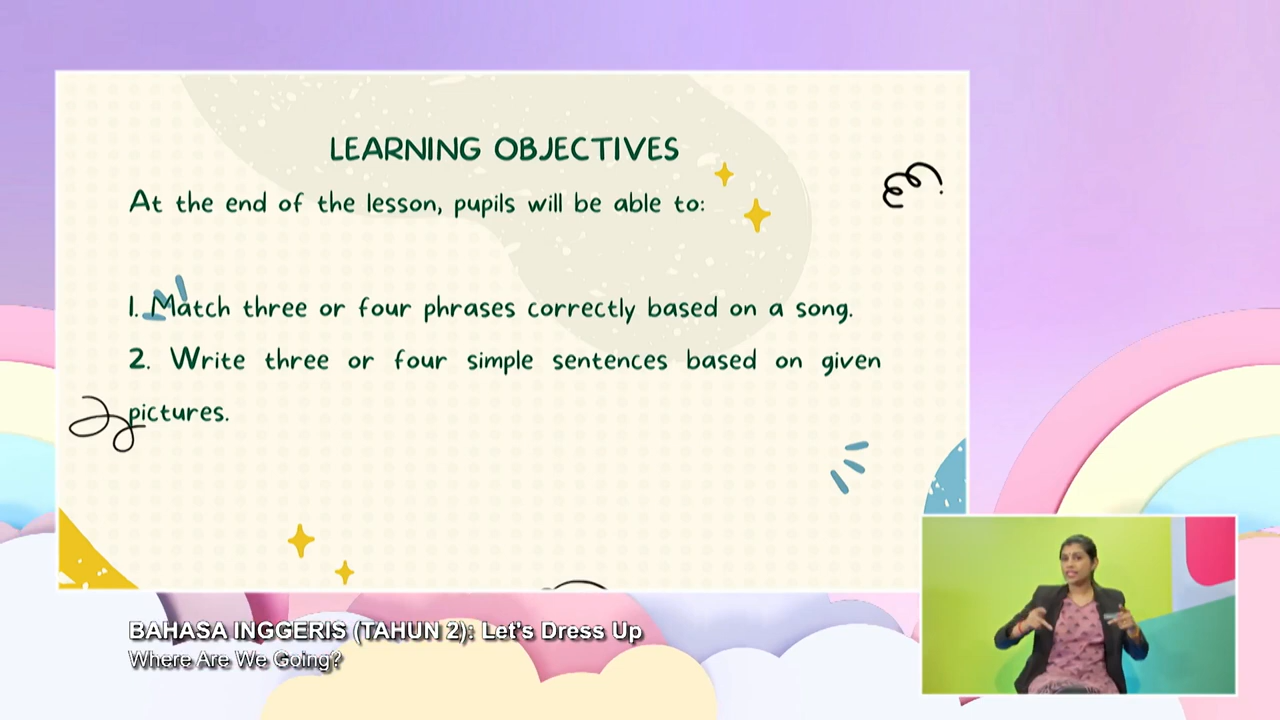 LEARNING OBJECTIVES
At the end of the lesson, pupils will be able to:
1. Match three or four phrases correctly based on a song.
2. Write three or four simple sentences based on given
pictures.
BAHASA INGGERIS (TAHUN 2): Let's Dress Up
Where Are We Going?